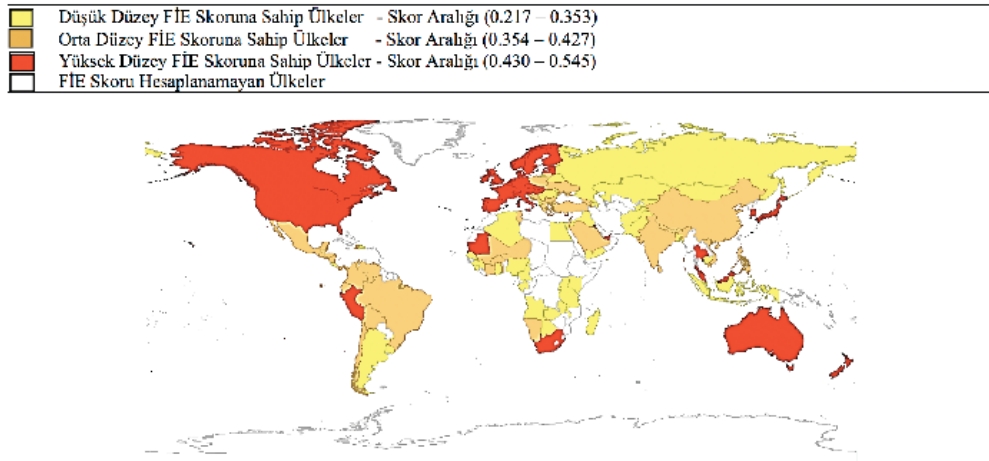 Düşük Düzey FİE Skoruna Sahip Ülkeler - Skor Aralığı (0.217 – 0.353)
Orta Düzey FİE Skoruna Sahip Ülkeler - Skor Aralığı (0.354 – 0.427)
Yüksek Düzey FİE Skoruna Sahip Ülkeler - Skor Aralığı (0.430 – 0.545)
FİE Skoru Hesaplanamayan Ülkeler